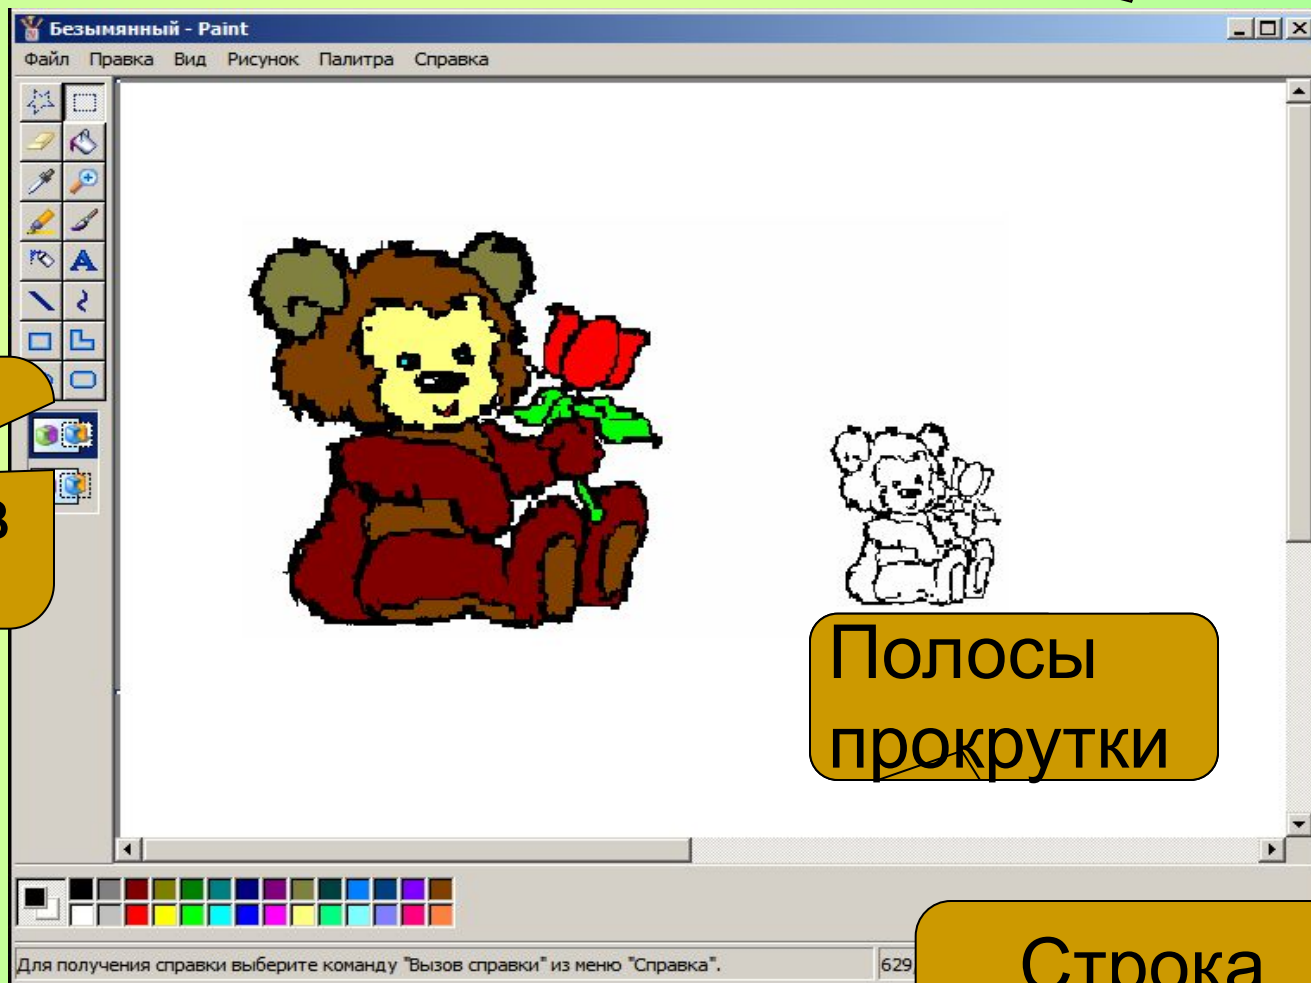 Безымянный - Paint
Файл Правка Вид Рисунок Палитра Справка
A
в
Полосы
прокрутки
Для получения справки выберите команду "Вызов справки" из меню "Справка".
629,
Строка